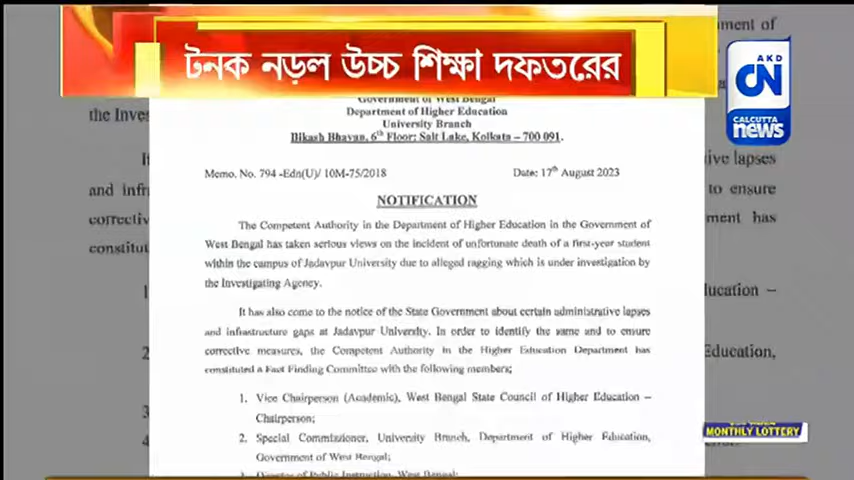 টনক নড়ল উচ্চ শিক্ষা দফতরের
AKD
CN
CALCUTTA
news
Government of West Bengal
Department of Higher Education
University Branch
Bikash Bhavan, 6th Floor; Salt Lake, Kolkata – 700 091.
Memo. No. 794 -Edn(U)/ 10M-75/2018
Date: 17th August 2023
NOTIFICATION
The Competent Authority in the Department of Higher Education in the Government of
West Bengal has taken serious views on the incident of unfortunate death of a first-year student
within the campus of Jadavpur University due to alleged ragging which is under investigation by
the Investigating Agency.
It has also come to the notice of the State Government about certain administrative lapses
and infrastructure gaps at Jadavpur University. In order to identify the same and to ensure
corrective measures, the Competent Authority in the Higher Education Department has
constituted a Fact Finding Committee with the following members;
1. Vice Chairperson (Academic), West Bengal State Council of Higher Education –
Chairperson;
2. Special Commissioner, University Branch, Department of Higher Education,
Government of West Bengal;
3. Director of Public Instruction, West Bengal;
MONTHLY LOTTERY